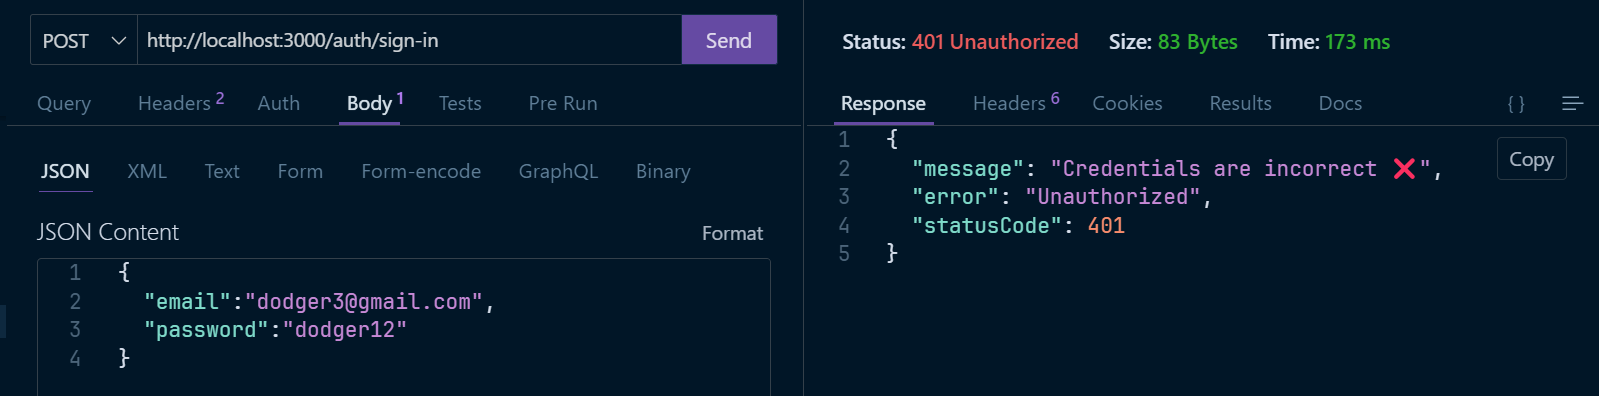 POST http://localhost:3000/auth/sign-in Send
Query Headers 2 Auth Body 1 Tests Pre Run
JSON XML Text Form Form-encode GraphQL Binary
JSON Content Format
1 {
2 "email":"dodger3@gmail.com",
3 "password":"dodger12"
4 }
Status: 401 Unauthorized Size: 83 Bytes Time: 173 ms
Response Headers 6 Cookies Results Docs { }
Copy
1 {
2 "message": "Credentials are incorrect ❌",
3 "error": "Unauthorized",
4 "statusCode": 401
5 }